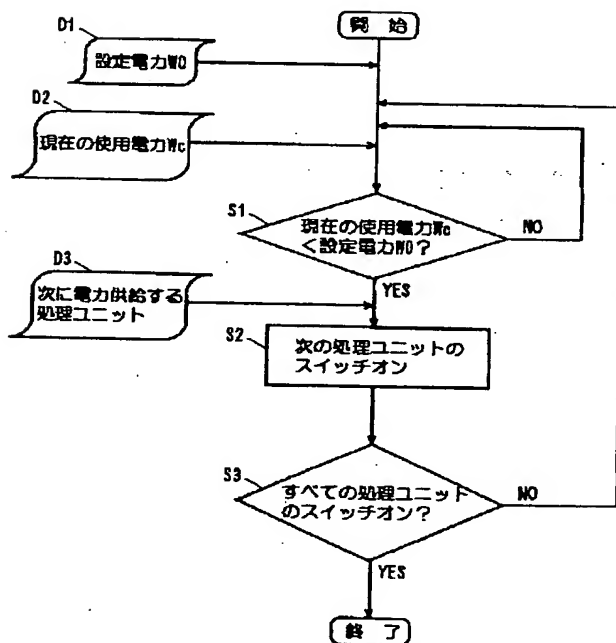 開 始
D1
設定電力W0
D2
現在の使用電力Wc
S1
現在の使用電力Wc
<設定電力W0?
NO
YES
D3
次に電力供給する
処理ユニット
S2
次の処理ユニットの
スイッチオン
S3
すべての処理ユニット
のスイッチオン?
NO
YES
終 了